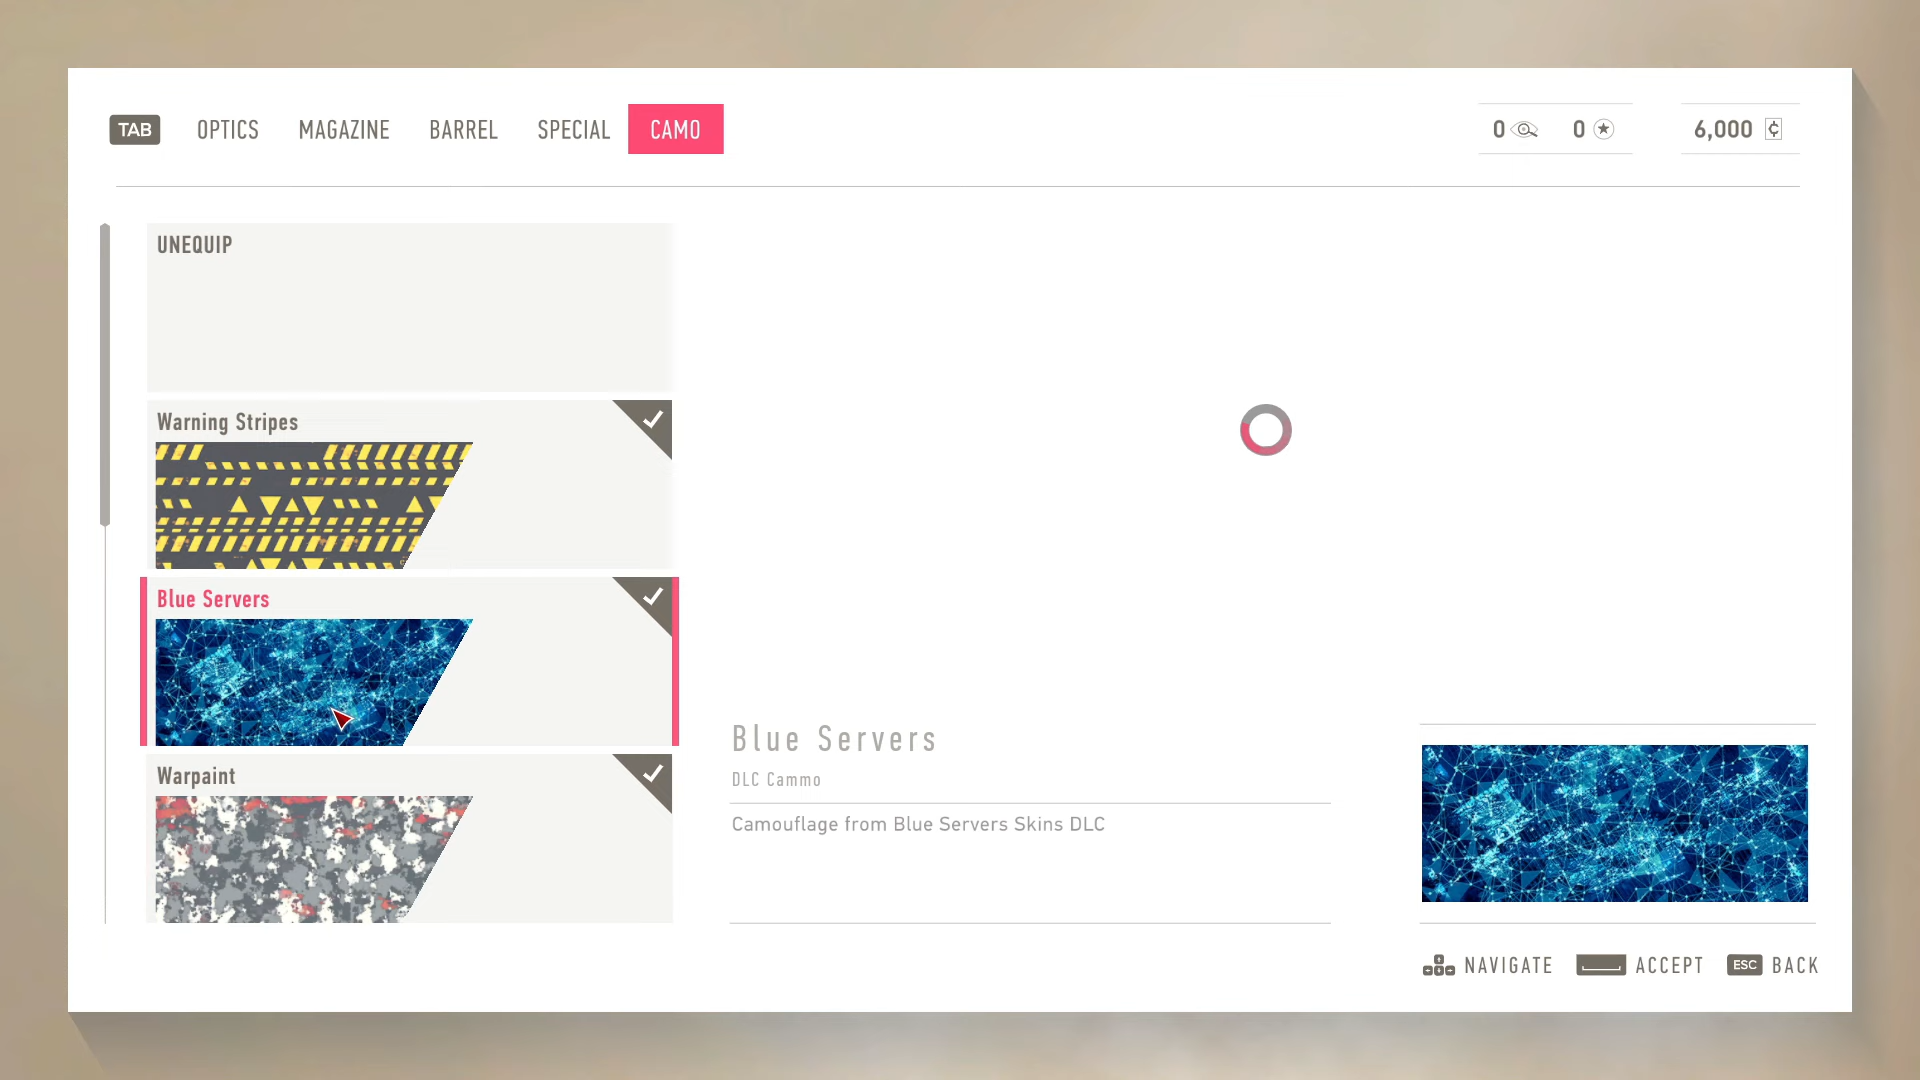 TAB OPTICS MAGAZINE BARREL SPECIAL CAMO 0 0 6,000
UNEQUIP
Warning Stripes
Blue Servers
Warpaint
Blue Servers
DLC Cammo
Camouflage from Blue Servers Skins DLC
NAVIGATE ACCEPT ESC BACK